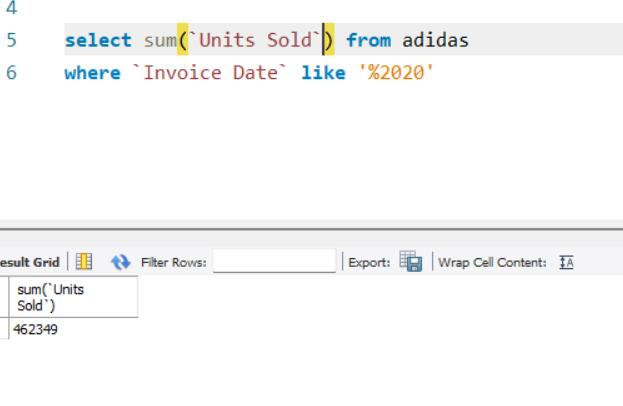 4
5 select sum(`Units Sold`) from adidas
6 where `Invoice Date` like '%2020'
esult Grid Filter Rows: Export: Wrap Cell Content: IA
sum(`Units
Sold`)
462349